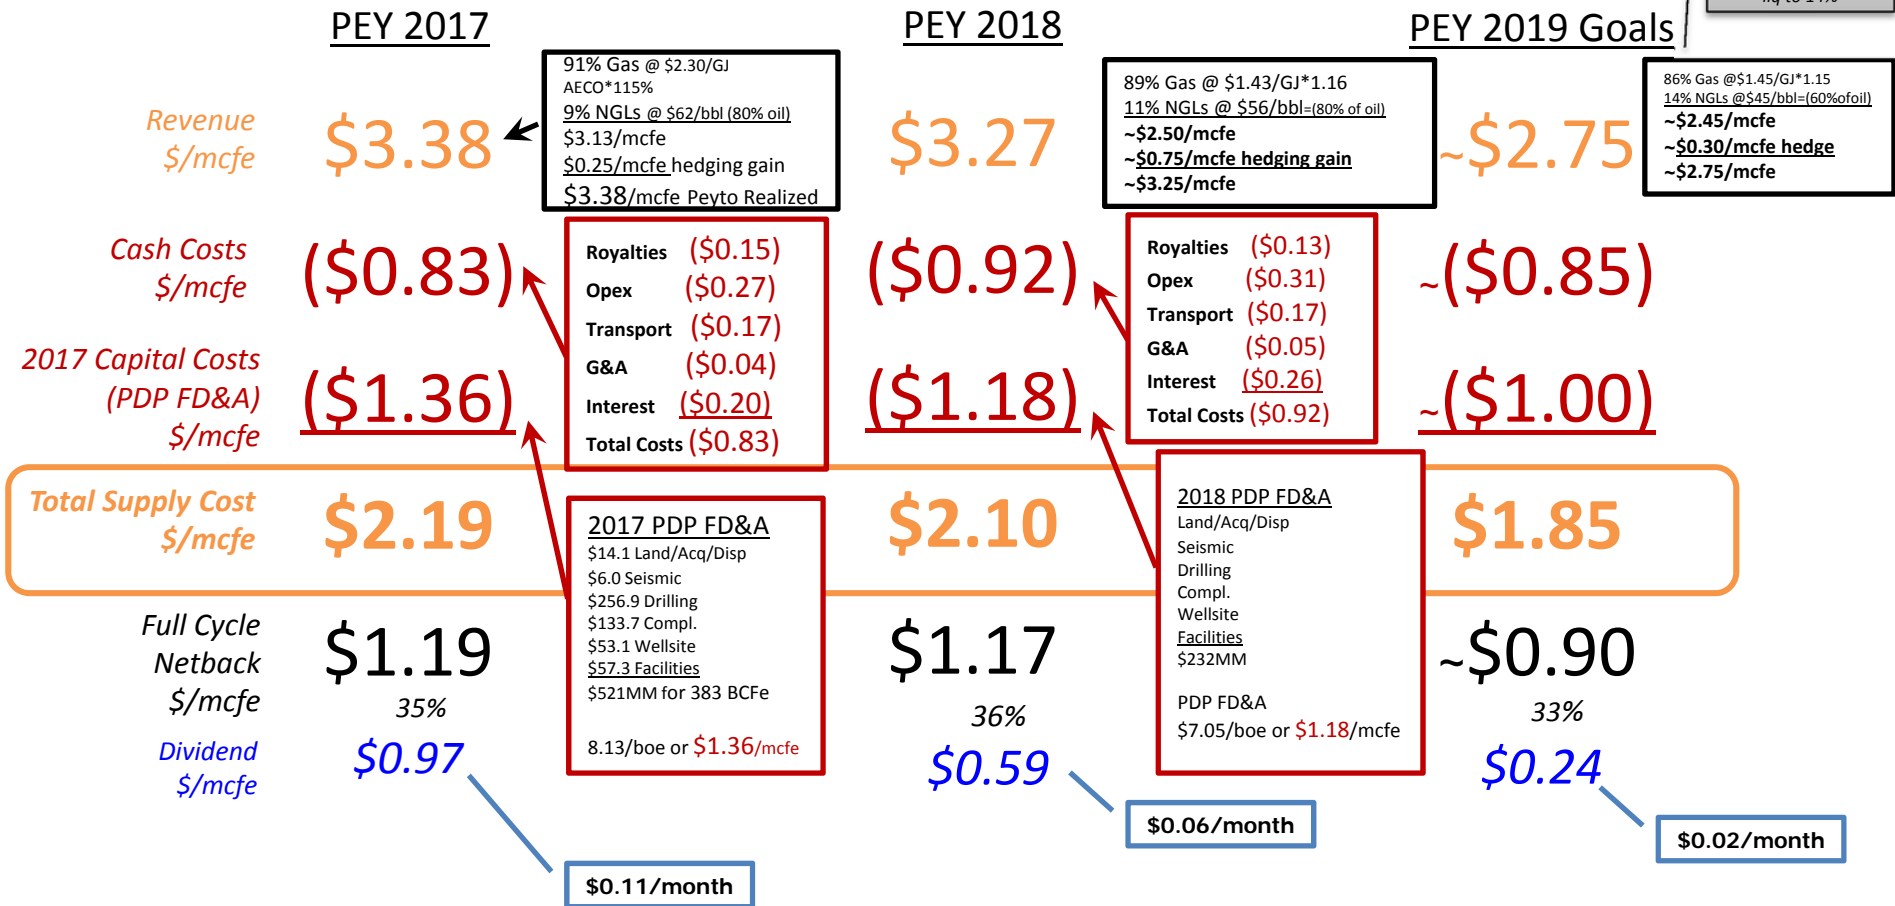 liq to 14%
PEY 2017
PEY 2018
PEY 2019 Goals
Revenue
$/mcfe
$3.38
91% Gas @ $2.30/GJ
AECO*115%
9% NGLs @ $62/bbl (80% oil)
$3.13/mcfe
$0.25/mcfe hedging gain
$3.38/mcfe Peyto Realized
$3.27
89% Gas @ $1.43/GJ*1.16
11% NGLs @ $56/bbl=(80% of oil)
~$2.50/mcfe
~$0.75/mcfe hedging gain
~$3.25/mcfe
~$2.75
86% Gas @$1.45/GJ*1.15
14% NGLs @$45/bbl=(60%ofoil)
~$2.45/mcfe
~$0.30/mcfe hedge
~$2.75/mcfe
Cash Costs
$/mcfe
($0.83)
Royalties ($0.15)
Opex ($0.27)
Transport ($0.17)
G&A ($0.04)
Interest ($0.20)
Total Costs ($0.83)
($0.92)
Royalties ($0.13)
Opex ($0.31)
Transport ($0.17)
G&A ($0.05)
Interest ($0.26)
Total Costs ($0.92)
~($0.85)
2017 Capital Costs
(PDP FD&A)
$/mcfe
($1.36)
($1.18)
~($1.00)
Total Supply Cost
$/mcfe
$2.19
2017 PDP FD&A
$14.1 Land/Acq/Disp
$6.0 Seismic
$256.9 Drilling
$133.7 Compl.
$53.1 Wellsite
$57.3 Facilities
$521MM for 383 BCFe
8.13/boe or $1.36/mcfe
$2.10
2018 PDP FD&A
Land/Acq/Disp
Seismic
Drilling
Compl.
Wellsite
Facilities
$232MM
PDP FD&A
$7.05/boe or $1.18/mcfe
$1.85
Full Cycle
Netback
$/mcfe
$1.19
35%
$1.17
36%
~$0.90
33%
Dividend
$/mcfe
$0.97
$0.59
$0.24
$0.11/month
$0.06/month
$0.02/month